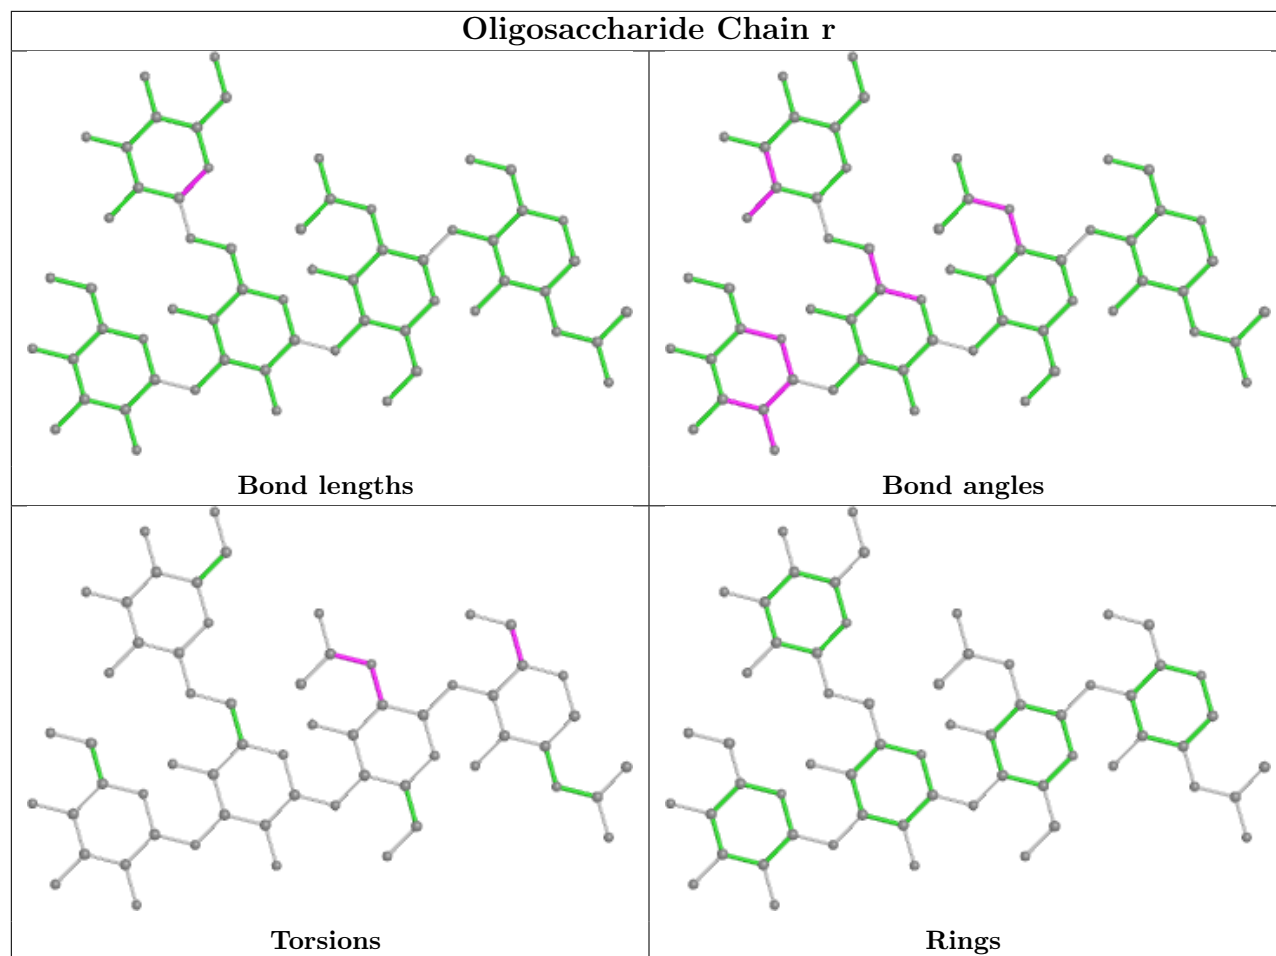 Oligosaccharide Chain r
Bond lengths
Bond angles
Torsions
Rings